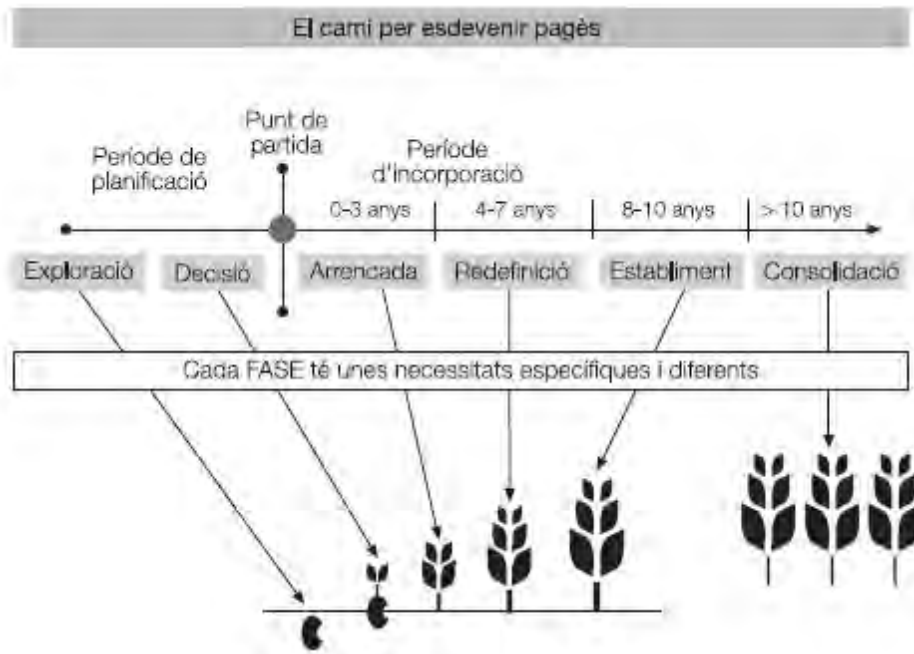 El camí per esdevenir pagès
Punt de
partida
Període de
planificació
Període
d'incorporació
0-3 anys
4-7 anys
8-10 anys
> 10 anys
Exploració
Decisió
Arrencada
Redefinició
Establiment
Consolidació
Cada FASE té unes necessitats específiques i diferents